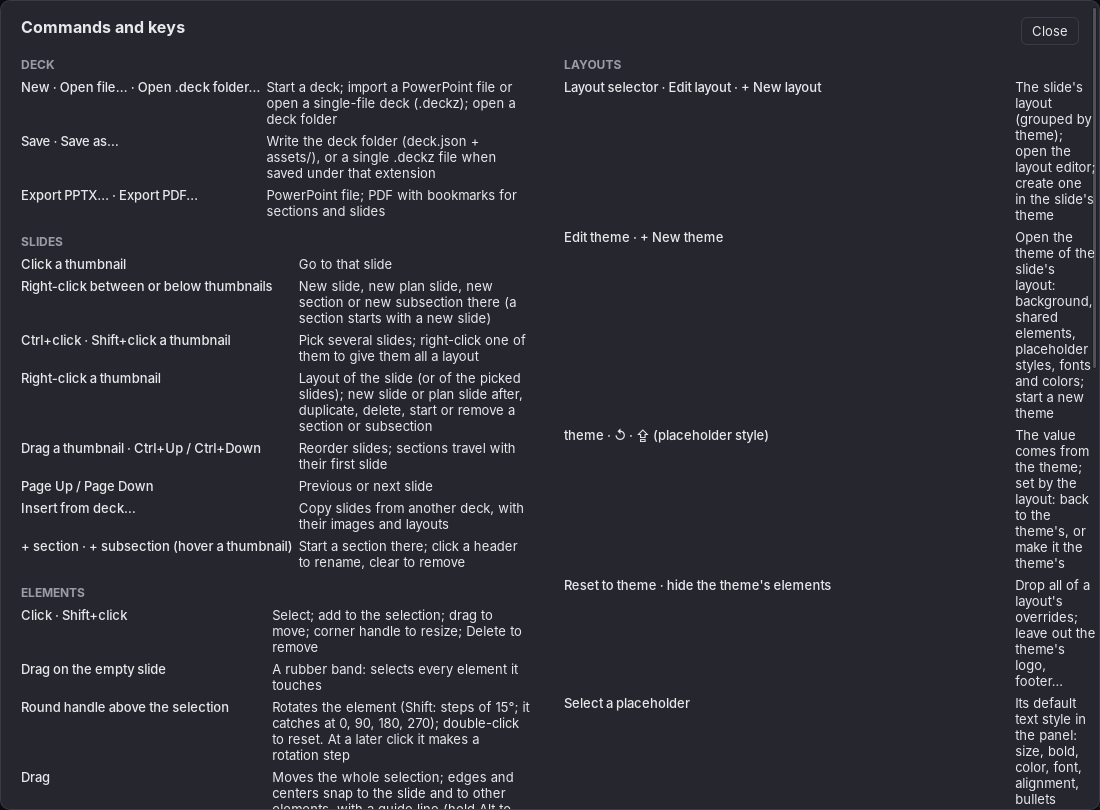 Commands and keys
Close
DECK
New · Open file... · Open .deck folder... Start a deck; import a PowerPoint file or
open a single-file deck (.deckz); open a
deck folder
Save · Save as... Write the deck folder (deck.json +
assets/), or a single .deckz file when
saved under that extension
Export PPTX... · Export PDF... PowerPoint file; PDF with bookmarks for
sections and slides
SLIDES
Click a thumbnail Go to that slide
Right-click between or below thumbnails New slide, new plan slide, new
section or new subsection there (a
section starts with a new slide)
Ctrl+click · Shift+click a thumbnail Pick several slides; right-click one of
them to give them all a layout
Right-click a thumbnail Layout of the slide (or of the picked
slides); new slide or plan slide after,
duplicate, delete, start or remove a
section or subsection
Drag a thumbnail · Ctrl+Up / Ctrl+Down Reorder slides; sections travel with
their first slide
Page Up / Page Down Previous or next slide
Insert from deck... Copy slides from another deck, with
their images and layouts
+ section · + subsection (hover a thumbnail) Start a section there; click a header
to rename, clear to remove
ELEMENTS
Click · Shift+click Select; add to the selection; drag to
move; corner handle to resize; Delete to
remove
Drag on the empty slide A rubber band: selects every element it
touches
Round handle above the selection Rotates the element (Shift: steps of 15°; it
catches at 0, 90, 180, 270); double-click
to reset. At a later click it makes a
rotation step
Drag Moves the whole selection; edges and
centers snap to the slide and to other
elements, with a guide line (hold Alt to
LAYOUTS
Layout selector · Edit layout · + New layout The slide's
layout
(grouped by
theme);
open the
layout editor;
create one
in the slide's
theme
Edit theme · + New theme Open the
theme of the
slide's
layout:
background,
shared
elements,
placeholder
styles, fonts
and colors;
start a new
theme
theme · ↺ · ⇪ (placeholder style) The value
comes from
the theme;
set by the
layout: back
to the
theme's, or
make it the
theme's
Reset to theme · hide the theme's elements Drop all of a
layout's
overrides;
leave out the
theme's
logo,
footer...
Select a placeholder Its default
text style in
the panel:
size, bold,
color, font,
alignment,
bullets